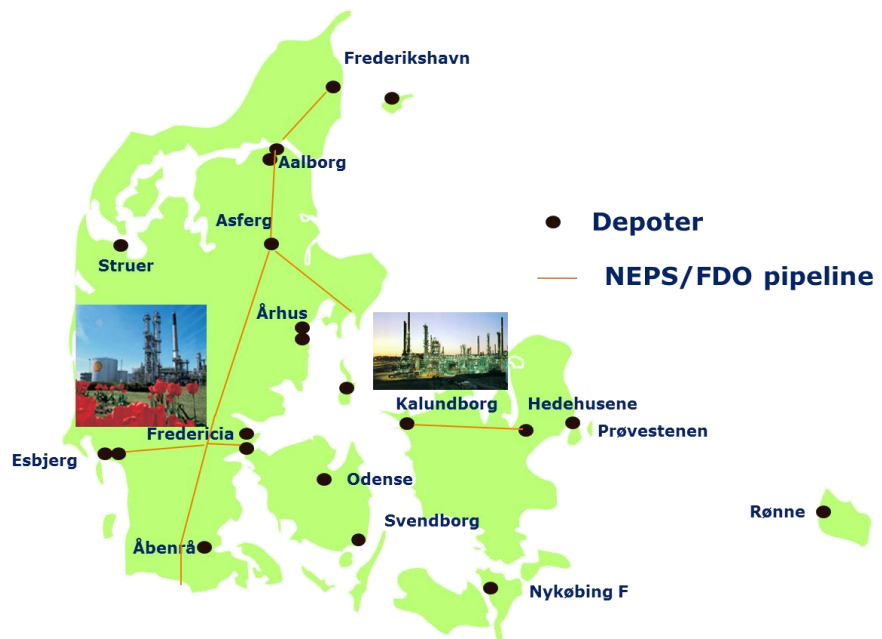 Frederikshavn
Aalborg
Asferg
Depoter
Struer
NEPS/FDO pipeline
Århus
Kalundborg
Hedehusene
Fredericia
Prøvestenen
Esbjerg
Odense
Rønne
Svendborg
Åbenrå
Nykøbing F